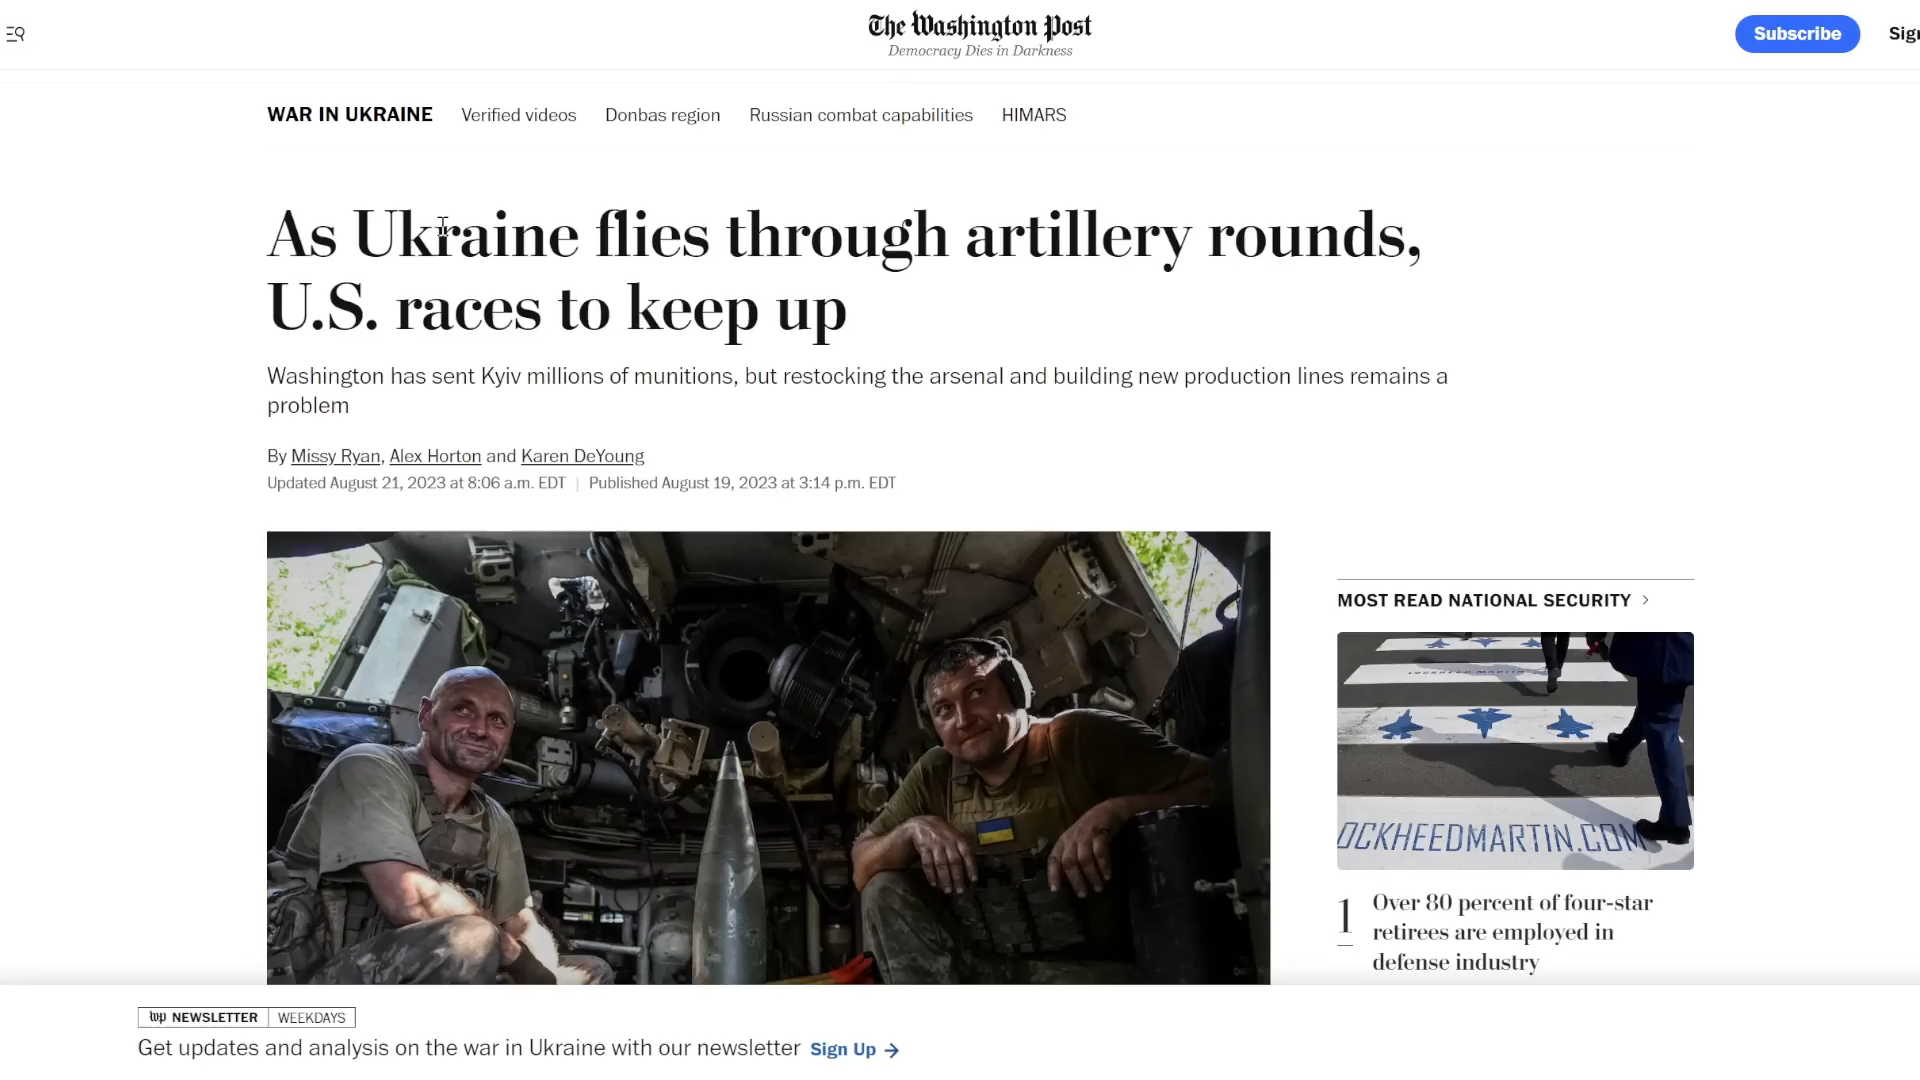 The Washington Post
Democracy Dies in Darkness
Subscribe
WAR IN UKRAINE
Verified videos
Donbas region
Russian combat capabilities
HIMARS
As Ukraine flies through artillery rounds,
U.S. races to keep up
Washington has sent Kyiv millions of munitions, but restocking the arsenal and building new production lines remains a
problem
By Missy Ryan, Alex Horton and Karen DeYoung
Updated August 21, 2023 at 8:06 a.m. EDT | Published August 19, 2023 at 3:14 p.m. EDT
MOST READ NATIONAL SECURITY
LOCKHEED MARTIN
OCKHEEDMARTIN.COM
1
Over 80 percent of four-star
retirees are employed in
defense industry
wp NEWSLETTER | WEEKDAYS
Get updates and analysis on the war in Ukraine with our newsletter Sign Up →